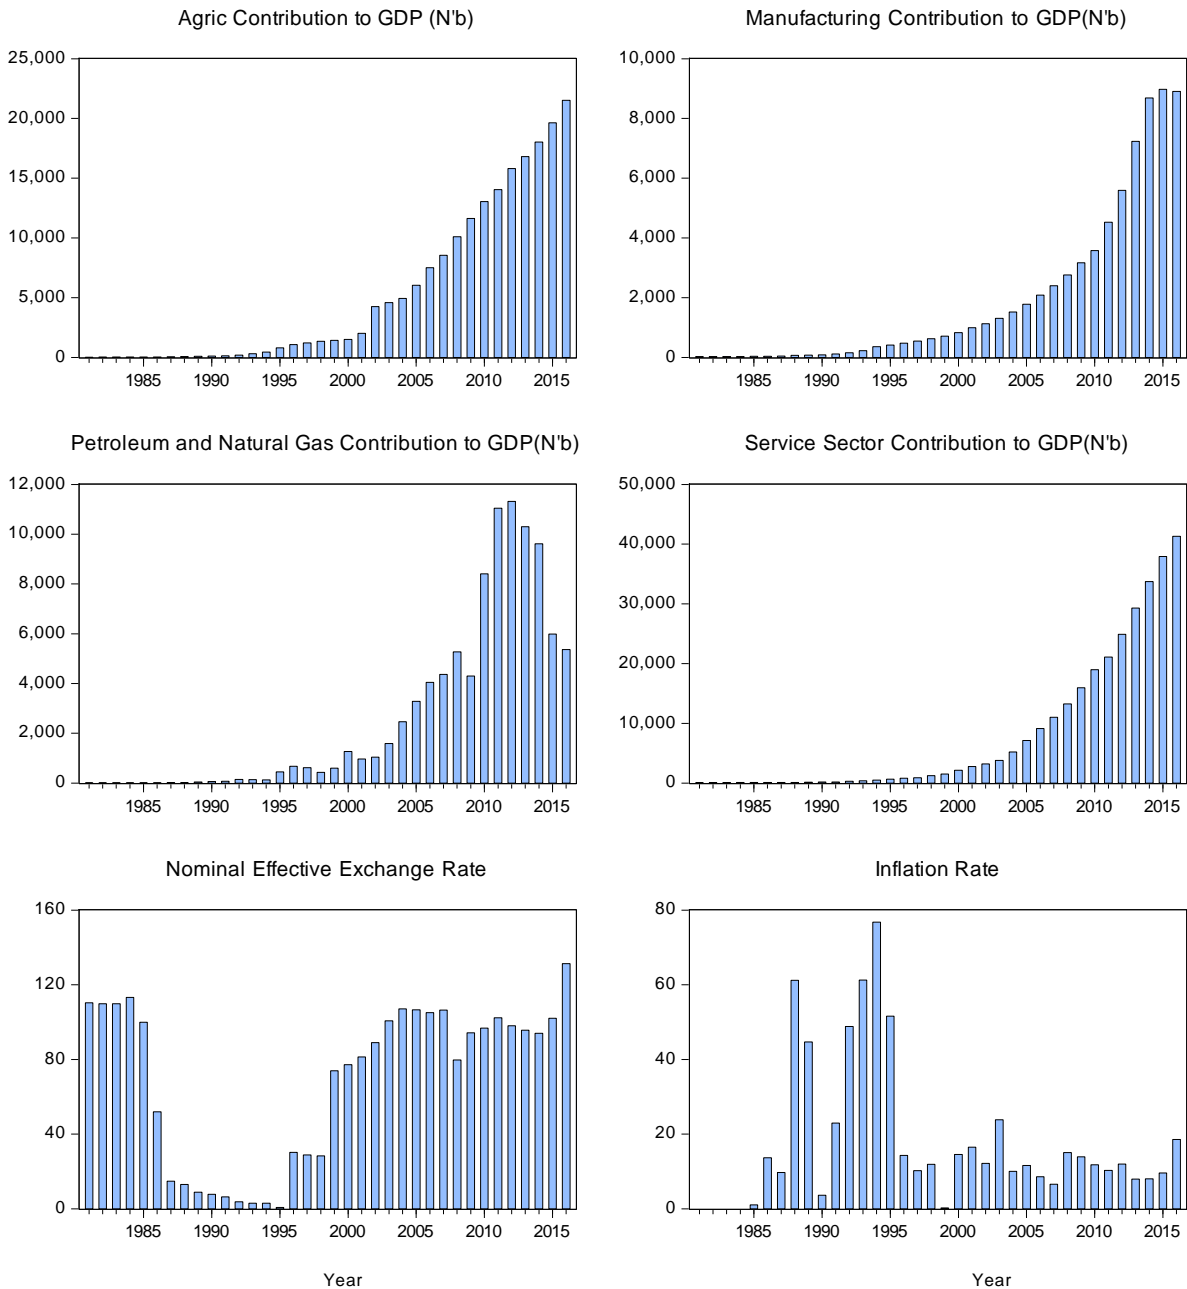 Agric Contribution to GDP (N'b)
25,000
20,000
15,000
10,000
5,000
0
1985 1990 1995 2000 2005 2010 2015
Manufacturing Contribution to GDP(N'b)
10,000
8,000
6,000
4,000
2,000
0
1985 1990 1995 2000 2005 2010 2015
Petroleum and Natural Gas Contribution to GDP(N'b)
12,000
10,000
8,000
6,000
4,000
2,000
0
1985 1990 1995 2000 2005 2010 2015
Service Sector Contribution to GDP(N'b)
50,000
40,000
30,000
20,000
10,000
0
1985 1990 1995 2000 2005 2010 2015
Nominal Effective Exchange Rate
160
120
80
40
0
1985 1990 1995 2000 2005 2010 2015
Year
Inflation Rate
80
60
40
20
0
1985 1990 1995 2000 2005 2010 2015
Year